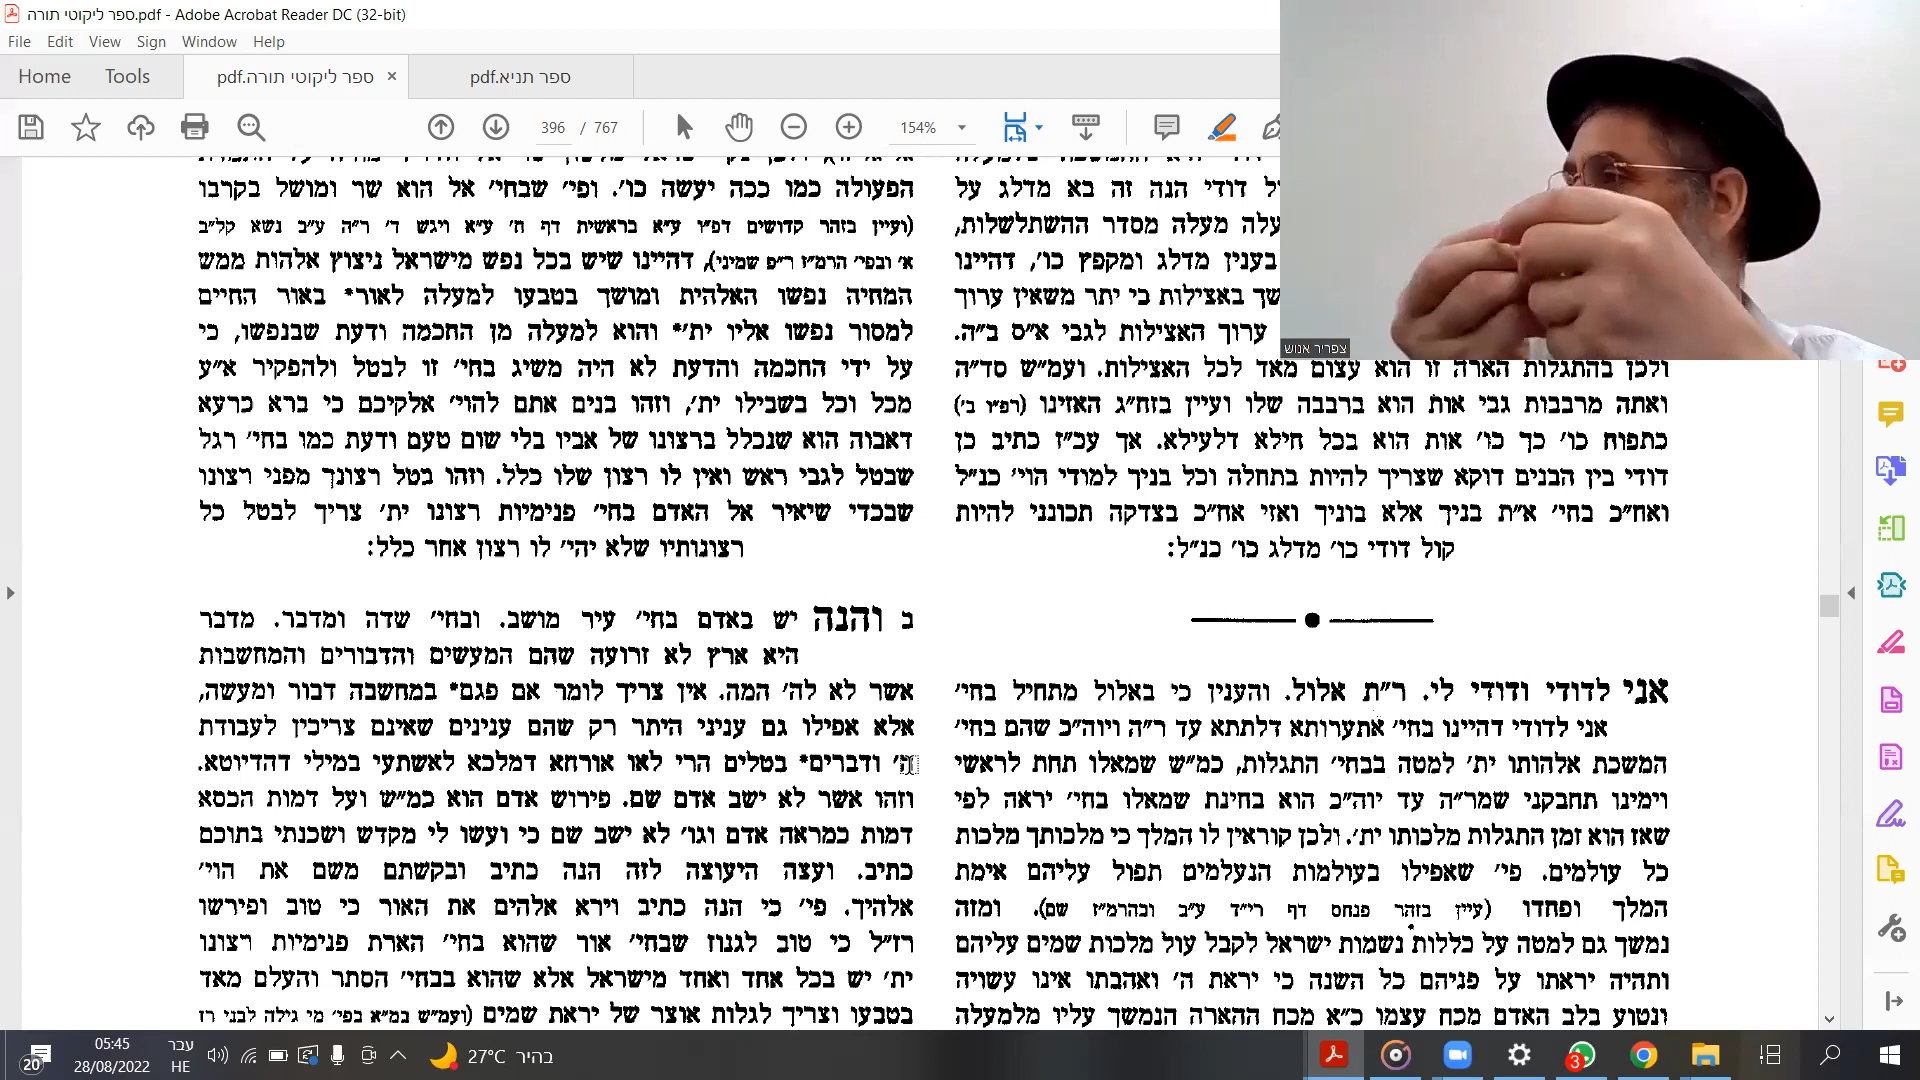 ספר ליקוטי תורה.pdf - Adobe Acrobat Reader DC (32-bit)
File Edit View Sign Window Help
Home Tools ספר ליקוטי תורה.pdf × ספר תניא.pdf
396 / 767 154%
צפריר אנוש
ל דודי הנה זה בא מדלג על
עלה מעלה מסדר ההשתלשלות,
בענין מדלג ומקפץ כו', דהיינו
שך באצילות כי יתר משאין ערוך
ערוך האצילות לגבי א"ס ב"ה.
ולכן בהתגלות הארה זו הוא עצום מאד לכל האצילות. ועמ"ש סד"ה
ואתה מרבבות גבי אות הוא ברבבה שלו ועיין בזח"ג האזינו (רפ"ו ב')
כתפוח כו' כך כו' אות הוא בכל חילא דלעילא. אך עכ"ז כתיב כן
דודי בין הבנים דוקא שצריך להיות בתחלה וכל בניך למודי הוי' כנ"ל
ואח"כ בחי' א"ת בניך אלא בוניך ואזי אח"כ בצדקה תכונני להיות
קול דודי כו' מדלג כו' כנ"ל:
אני לדודי ודודי לי. ר"ת אלול. והענין כי באלול מתחיל בחי'
אני לדודי דהיינו בחי' אתערותא דלתתא עד ר"ה ויוה"כ שהם בחי'
המשכת אלהותו ית' למטה בבחי' התגלות, כמ"ש שמאלו תחת לראשי
וימינו תחבקני שמר"ה עד יוה"כ הוא בחינת שמאלו בחי' יראה לפי
שאז הוא זמן התגלות מלכותו ית'. ולכן קוראין לו המלך כי מלכותך מלכות
כל עולמים. פי' שאפילו בעולמות הנעלמים תפול עליהם אימת
המלך ופחדו (עיין בזהר פנחס דף רי"ד ע"ב ובהרמ"ז שם). ומזה
נמשך גם למטה על כללות נשמות ישראל לקבל עול מלכות שמים עליהם
ותהיה יראתו על פניהם כל השנה כי יראת ה' ואהבתו אינו עשויה
ונטוע בלב האדם מכח עצמו כ"א מכח ההארה הנמשך עליו מלמעלה
הפעולה כמו ככה יעשה כו'. ופי' שבחי' אל הוא שר ומושל בקרבו
(ועיין בזהר קדושים דפ"ו ע"א בראשית דף ח' ע"א ויגש ד' ר"ה ע"ב נשא קל"ב
א' ובפי' הרמ"ז ר"פ שמיני), דהיינו שיש בכל נפש מישראל ניצוץ אלהות ממש
המחיה נפשו האלהית ומושך בטבעו למעלה לאור* באור החיים
למסור נפשו אליו ית'* והוא למעלה מן החכמה ודעת שבנפשו, כי
על ידי החכמה והדעת לא היה משיג בחי' זו לבטל ולהפקיר א"ע
מכל וכל בשבילו ית', וזהו בנים אתם להוי' אלקיכם כי ברא כרעא
דאבוה הוא שנכלל ברצונו של אביו בלי שום טעם ודעת כמו בחי' רגל
שבטל לגבי ראש ואין לו רצון שלו כלל. וזהו בטל רצונך מפני רצונו
שבכדי שיאיר אל האדם בחי' פנימיות רצונו ית' צריך לבטל כל
רצונותיו שלא יהי' לו רצון אחר כלל:
ב והנה יש באדם בחי' עיר מושב. ובחי' שדה ומדבר. מדבר
היא ארץ לא זרועה שהם המעשים והדבורים והמחשבות
אשר לא לה' המה. אין צריך לומר אם פגם* במחשבה דבור ומעשה,
אלא אפילו גם עניני היתר רק שהם ענינים שאינם צריכין לעבודת
ה' ודברים* בטלים הרי לאו אורחא דמלכא לאשתעי במילי דהדיוטא.
וזהו אשר לא ישב אדם שם. פירוש אדם הוא כמ"ש ועל דמות הכסא
דמות כמראה אדם וגו' לא ישב שם כי ועשו לי מקדש ושכנתי בתוכם
כתיב. ועצה היעוצה לזה הנה כתיב ובקשתם משם את הוי'
אלהיך. פי' כי הנה כתיב וירא אלהים את האור כי טוב ופירשו
רז"ל כי טוב לגנוז שבחי' אור שהוא בחי' הארת פנימיות רצונו
ית' יש בכל אחד ואחד מישראל אלא שהוא בבחי' הסתר והעלם מאד
בטבעו וצריך לגלות אוצר של יראת שמים (ועמ"ש במ"א בפי' מי גילה לבני רז
20 05:45 28/08/2022 עבר HE 27°C בהיר 3